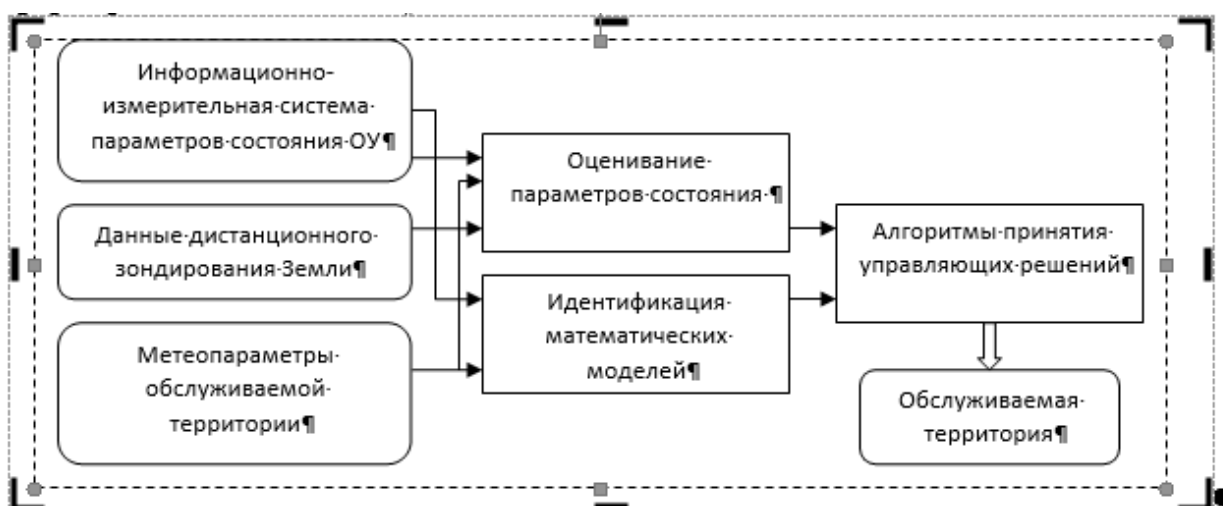 Информационно-
измерительная система
параметров состояния ОУ¶
Данные дистанционного
зондирования Земли¶
Метеопараметры
обслуживаемой
территории¶
Оценивание
параметров состояния ¶
Идентификация
математических
моделей¶
Алгоритмы принятия
управляющих решений¶
Обслуживаемая
территория¶